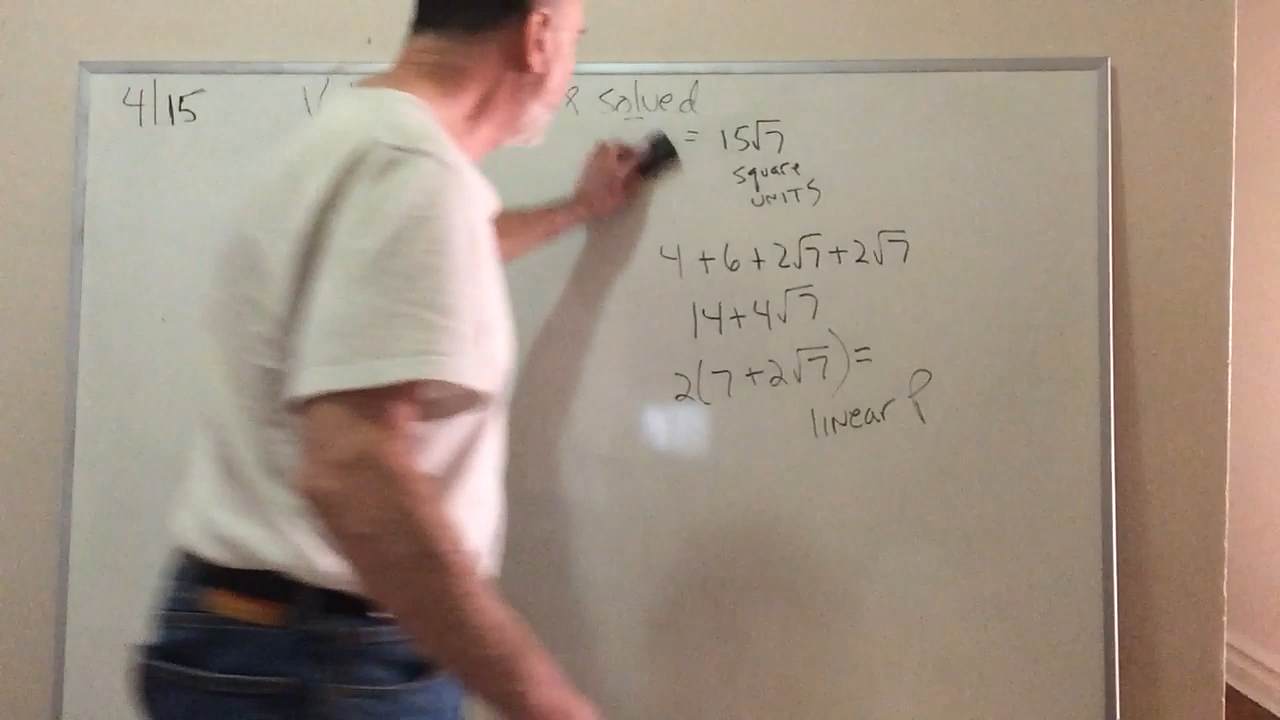 4/15 & solved
= 15√7
square
UNITS
4 + 6 + 2√7 + 2√7
14 + 4√7
2(7 + 2√7) =
linear P